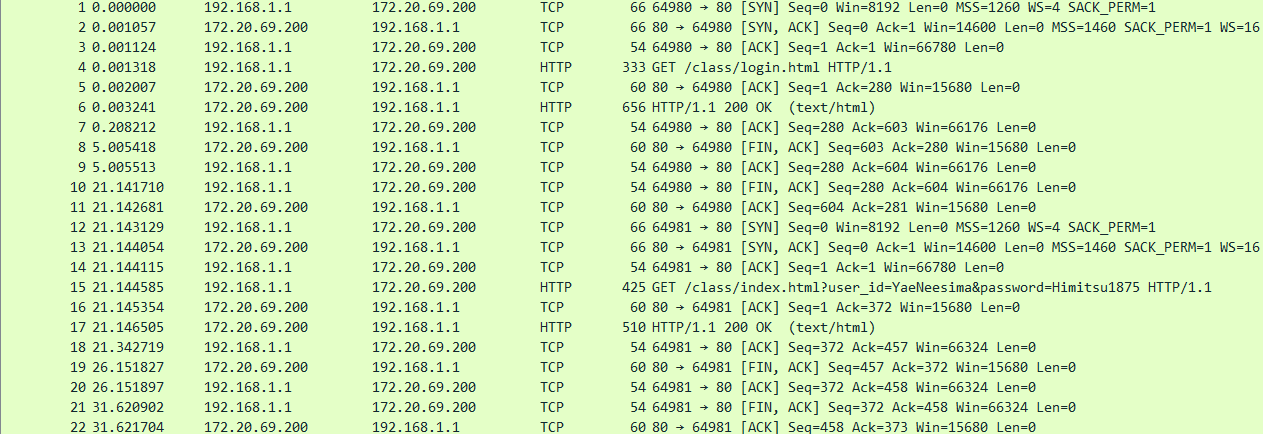 1 0.000000 192.168.1.1 172.20.69.200 TCP 66 64980 → 80 [SYN] Seq=0 Win=8192 Len=0 MSS=1260 WS=4 SACK_PERM=1
2 0.001057 172.20.69.200 192.168.1.1 TCP 66 80 → 64980 [SYN, ACK] Seq=0 Ack=1 Win=14600 Len=0 MSS=1460 SACK_PERM=1 WS=16
3 0.001124 192.168.1.1 172.20.69.200 TCP 54 64980 → 80 [ACK] Seq=1 Ack=1 Win=66780 Len=0
4 0.001318 192.168.1.1 172.20.69.200 HTTP 333 GET /class/login.html HTTP/1.1
5 0.002007 172.20.69.200 192.168.1.1 TCP 60 80 → 64980 [ACK] Seq=1 Ack=280 Win=15680 Len=0
6 0.003241 172.20.69.200 192.168.1.1 HTTP 656 HTTP/1.1 200 OK (text/html)
7 0.208212 192.168.1.1 172.20.69.200 TCP 54 64980 → 80 [ACK] Seq=280 Ack=603 Win=66176 Len=0
8 5.005418 172.20.69.200 192.168.1.1 TCP 60 80 → 64980 [FIN, ACK] Seq=603 Ack=280 Win=15680 Len=0
9 5.005513 192.168.1.1 172.20.69.200 TCP 54 64980 → 80 [ACK] Seq=280 Ack=604 Win=66176 Len=0
10 21.141710 192.168.1.1 172.20.69.200 TCP 54 64980 → 80 [FIN, ACK] Seq=280 Ack=604 Win=66176 Len=0
11 21.142681 172.20.69.200 192.168.1.1 TCP 60 80 → 64980 [ACK] Seq=604 Ack=281 Win=15680 Len=0
12 21.143129 192.168.1.1 172.20.69.200 TCP 66 64981 → 80 [SYN] Seq=0 Win=8192 Len=0 MSS=1260 WS=4 SACK_PERM=1
13 21.144054 172.20.69.200 192.168.1.1 TCP 66 80 → 64981 [SYN, ACK] Seq=0 Ack=1 Win=14600 Len=0 MSS=1460 SACK_PERM=1 WS=16
14 21.144115 192.168.1.1 172.20.69.200 TCP 54 64981 → 80 [ACK] Seq=1 Ack=1 Win=66780 Len=0
15 21.144585 192.168.1.1 172.20.69.200 HTTP 425 GET /class/index.html?user_id=YaeNeesima&password=Himitsu1875 HTTP/1.1
16 21.145354 172.20.69.200 192.168.1.1 TCP 60 80 → 64981 [ACK] Seq=1 Ack=372 Win=15680 Len=0
17 21.146505 172.20.69.200 192.168.1.1 HTTP 510 HTTP/1.1 200 OK (text/html)
18 21.342719 192.168.1.1 172.20.69.200 TCP 54 64981 → 80 [ACK] Seq=372 Ack=457 Win=66324 Len=0
19 26.151827 172.20.69.200 192.168.1.1 TCP 60 80 → 64981 [FIN, ACK] Seq=457 Ack=372 Win=15680 Len=0
20 26.151897 192.168.1.1 172.20.69.200 TCP 54 64981 → 80 [ACK] Seq=372 Ack=458 Win=66324 Len=0
21 31.620902 192.168.1.1 172.20.69.200 TCP 54 64981 → 80 [FIN, ACK] Seq=372 Ack=458 Win=66324 Len=0
22 31.621704 172.20.69.200 192.168.1.1 TCP 60 80 → 64981 [ACK] Seq=458 Ack=373 Win=15680 Len=0